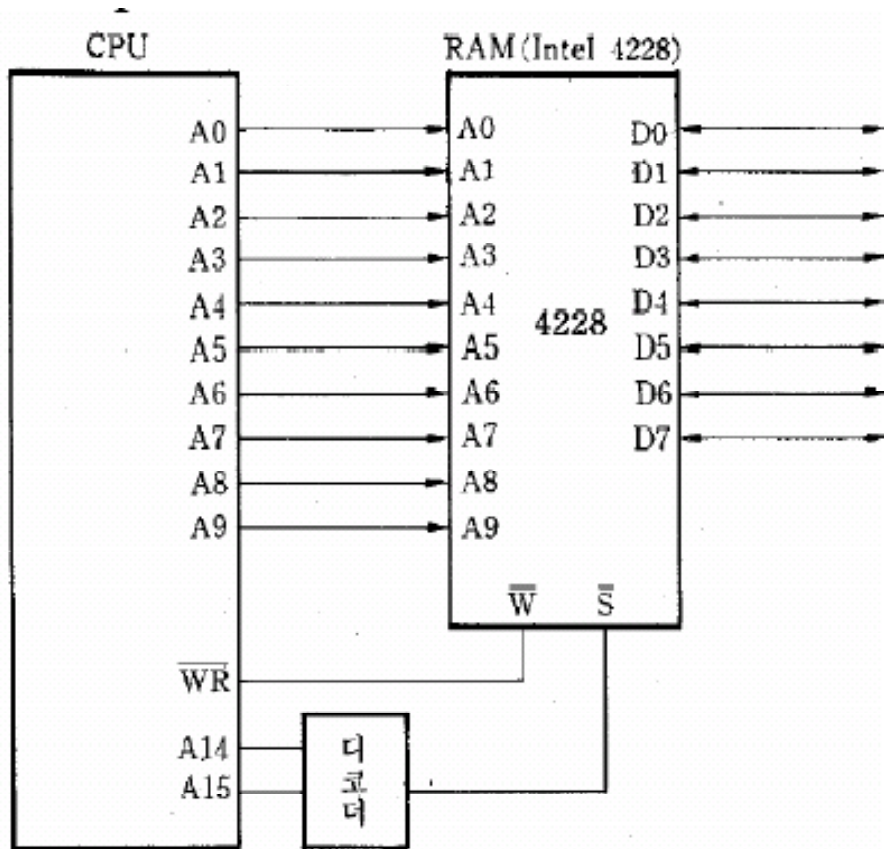 CPU RAM(Intel 4228)
A0 A0 D0
A1 A1 D1
A2 A2 D2
A3 A3 D3
A4 A4 D4
4228
A5 A5 D5
A6 A6 D6
A7 A7 D7
A8 A8
A9 A9
W̅ S̅
W̅R̅
A14
A15
디코더